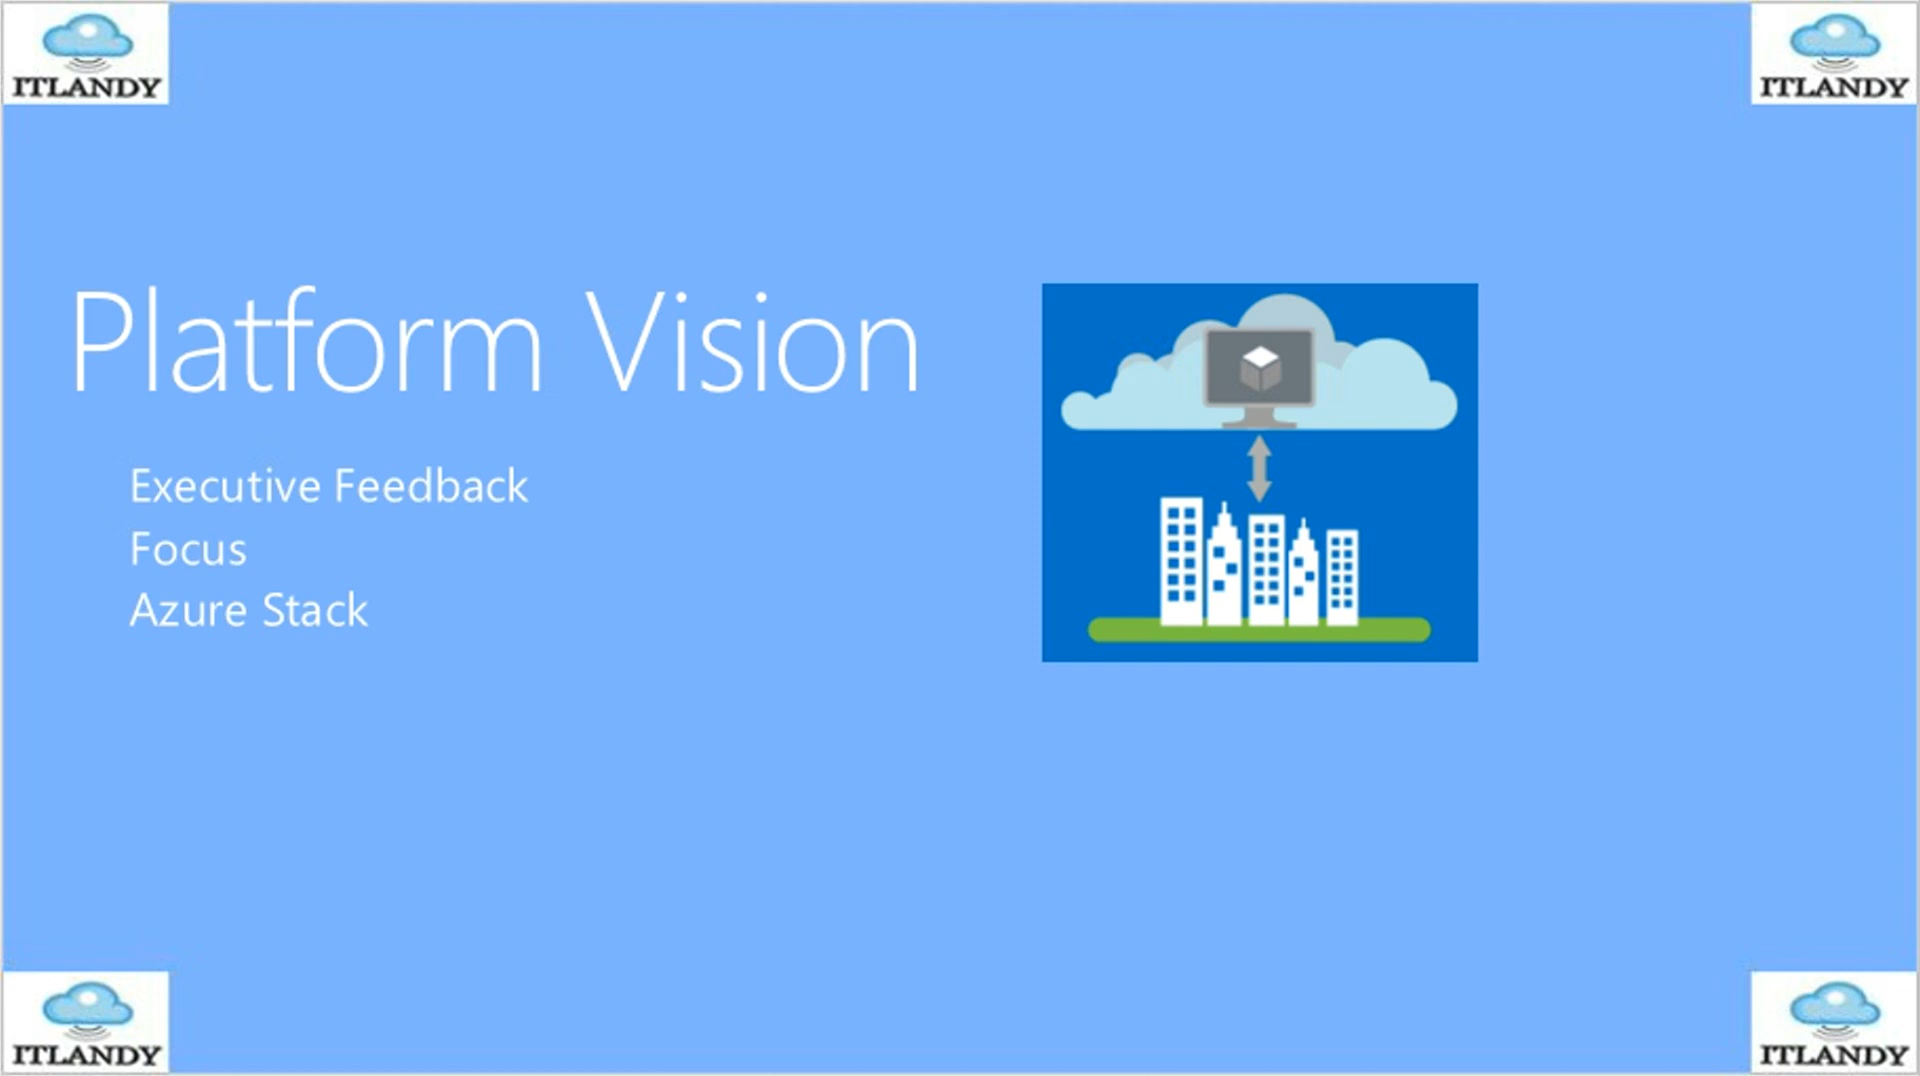 ITLANDY
ITLANDY
Platform Vision
Executive Feedback
Focus
Azure Stack
ITLANDY
ITLANDY